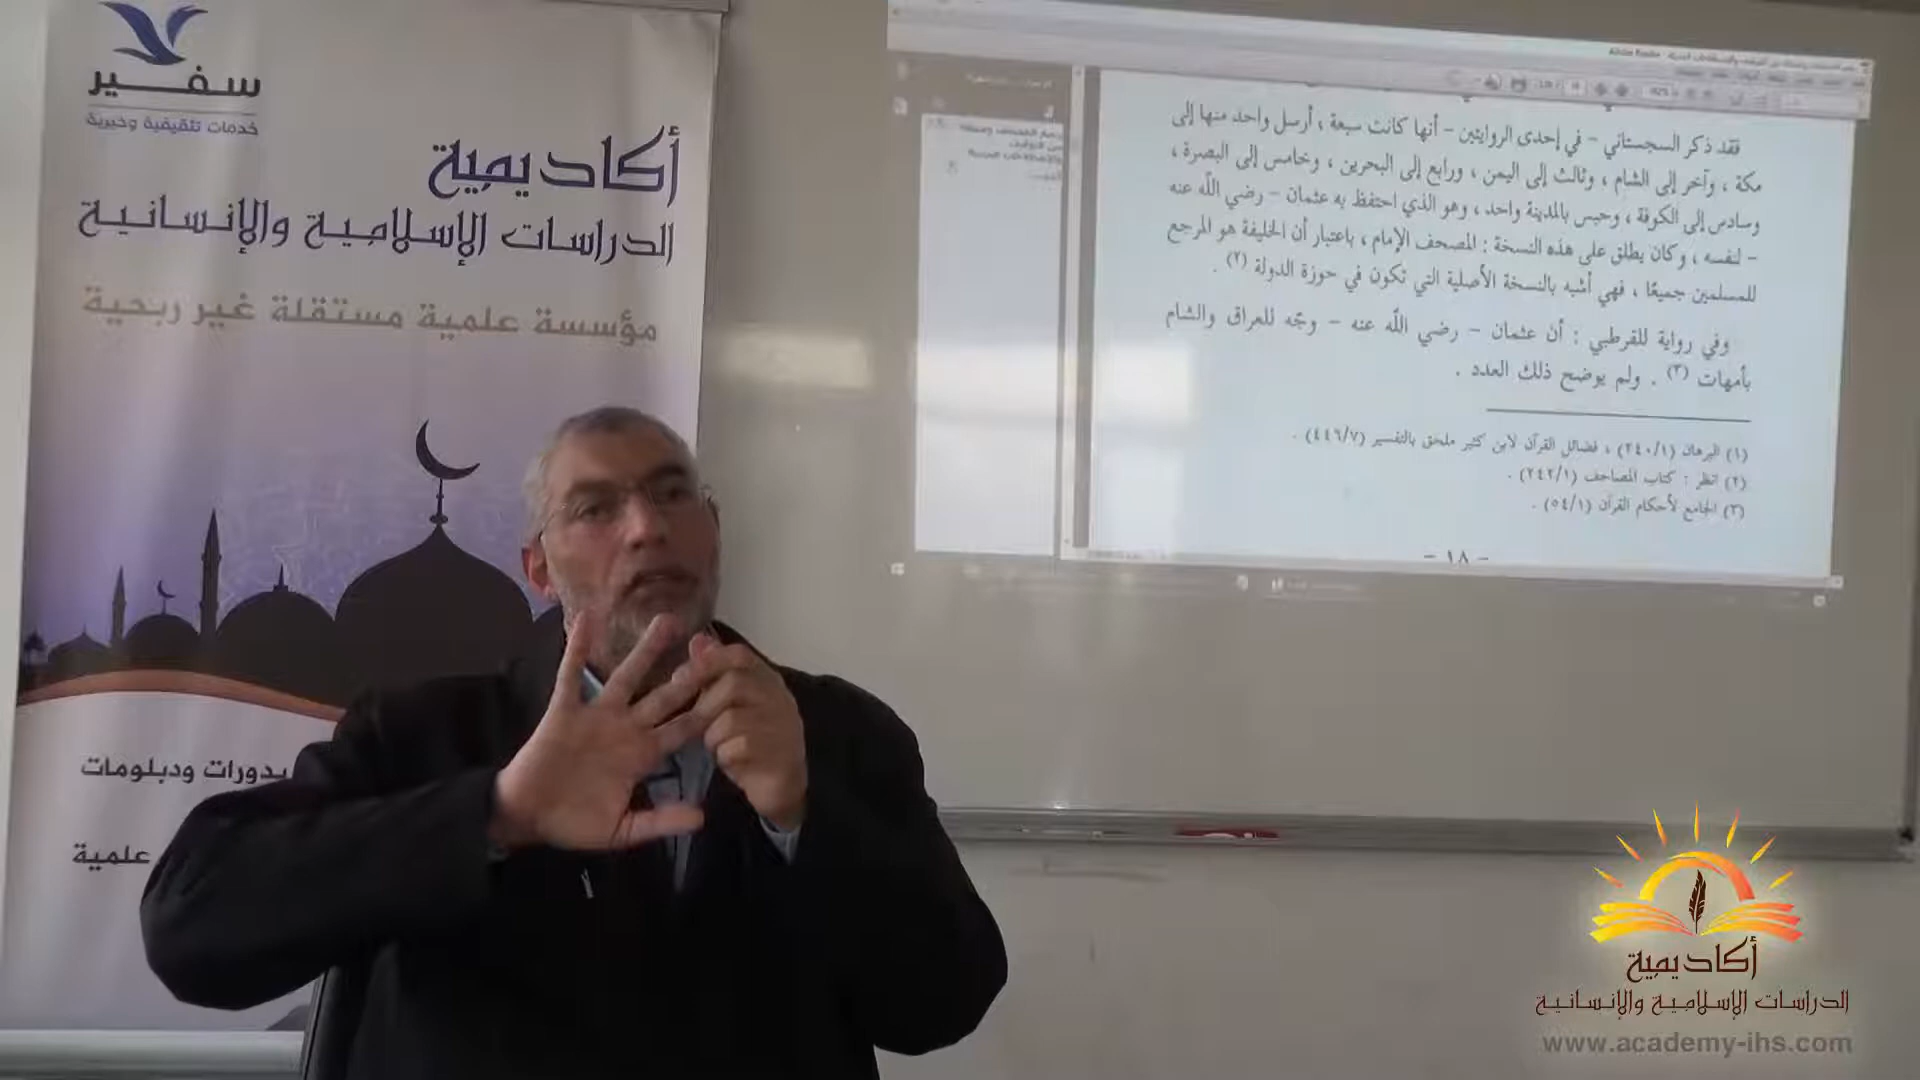 سفير
خدمات تثقيفية وخيرية
أكاديمية
الدراسات الإسلامية والإنسانية
مؤسسة علمية مستقلة غير ربحية
بدورات ودبلومات
علمية
فقد ذكر السجستاني – في إحدى الروايتين – أنها كانت سبعة ، أرسل واحد منها إلى
مكة ، وآخر إلى الشام ، وثالث إلى اليمن ، ورابع إلى البحرين ، وخامس إلى البصرة ،
وسادس إلى الكوفة ، وحبس بالمدينة واحد ، وهو الذي احتفظ به عثمان – رضي الله عنه
– لنفسه ، وكان يطلق على هذه النسخة : المصحف الإمام ، باعتبار أن الخليفة هو المرجع
للمسلمين جميعًا ، فهي أشبه بالنسخة الأصلية التي تكون في حوزة الدولة (٢) .
وفي رواية للقرطبي : أن عثمان – رضي الله عنه – وجّه للعراق والشام
بأمهات (٣) . ولم يوضح ذلك العدد .
(١) البرهان (٢٤٠/١) ، فضائل القرآن لابن كثير ملحق بالتفسير (٤٤٦/٧) .
(٢) انظر : كتاب المصاحف (٢٤٢/١) .
(٣) الجامع لأحكام القرآن (٥٤/١) .
– ١٨ –
أكاديمية
الدراسات الإسلامية والإنسانية
www.academy-ihs.com